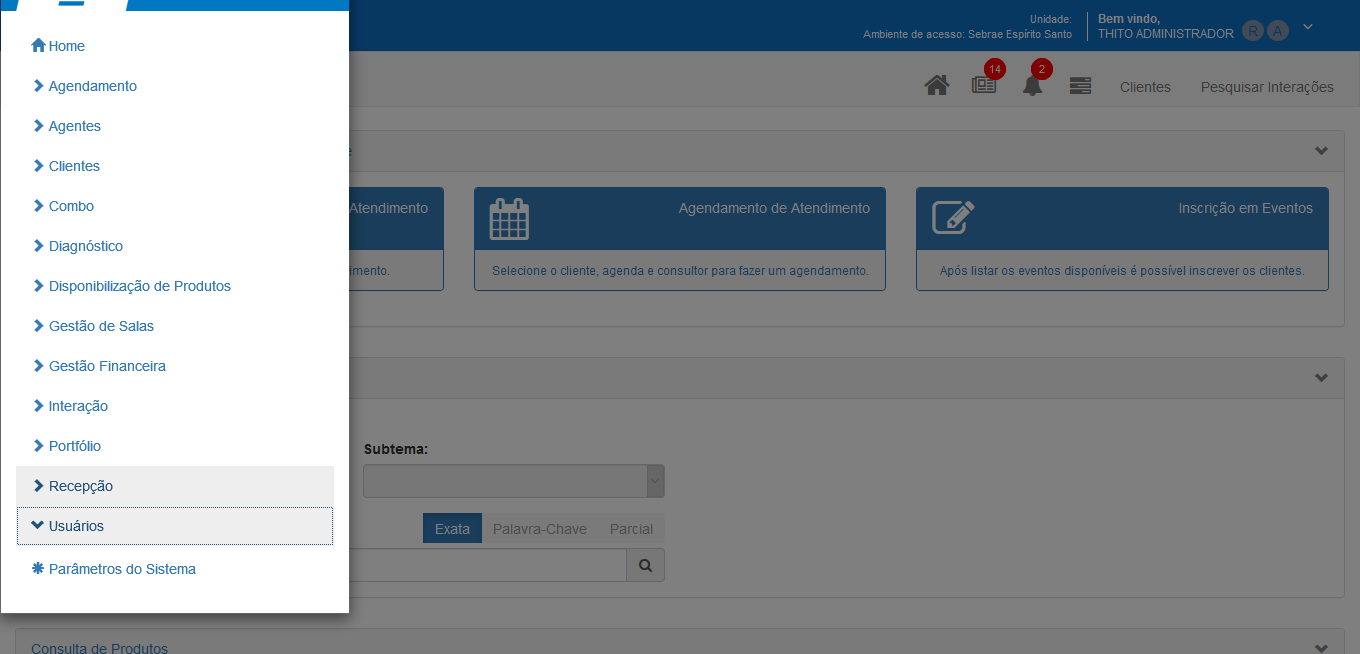 Unidade:
Ambiente de acesso: Sebrae Espírito Santo
Bem vindo,
THITO ADMINISTRADOR
R A
14
2
Clientes
Pesquisar Interações
Home
Agendamento
Agentes
Clientes
Combo
Diagnóstico
Disponibilização de Produtos
Gestão de Salas
Gestão Financeira
Interação
Portfólio
Recepção
Usuários
Parâmetros do Sistema
Atendimento
Agendamento de Atendimento
Selecione o cliente, agenda e consultor para fazer um agendamento.
Inscrição em Eventos
Após listar os eventos disponíveis é possível inscrever os clientes.
Subtema:
Exata
Palavra-Chave
Parcial
Consulta de Produtos